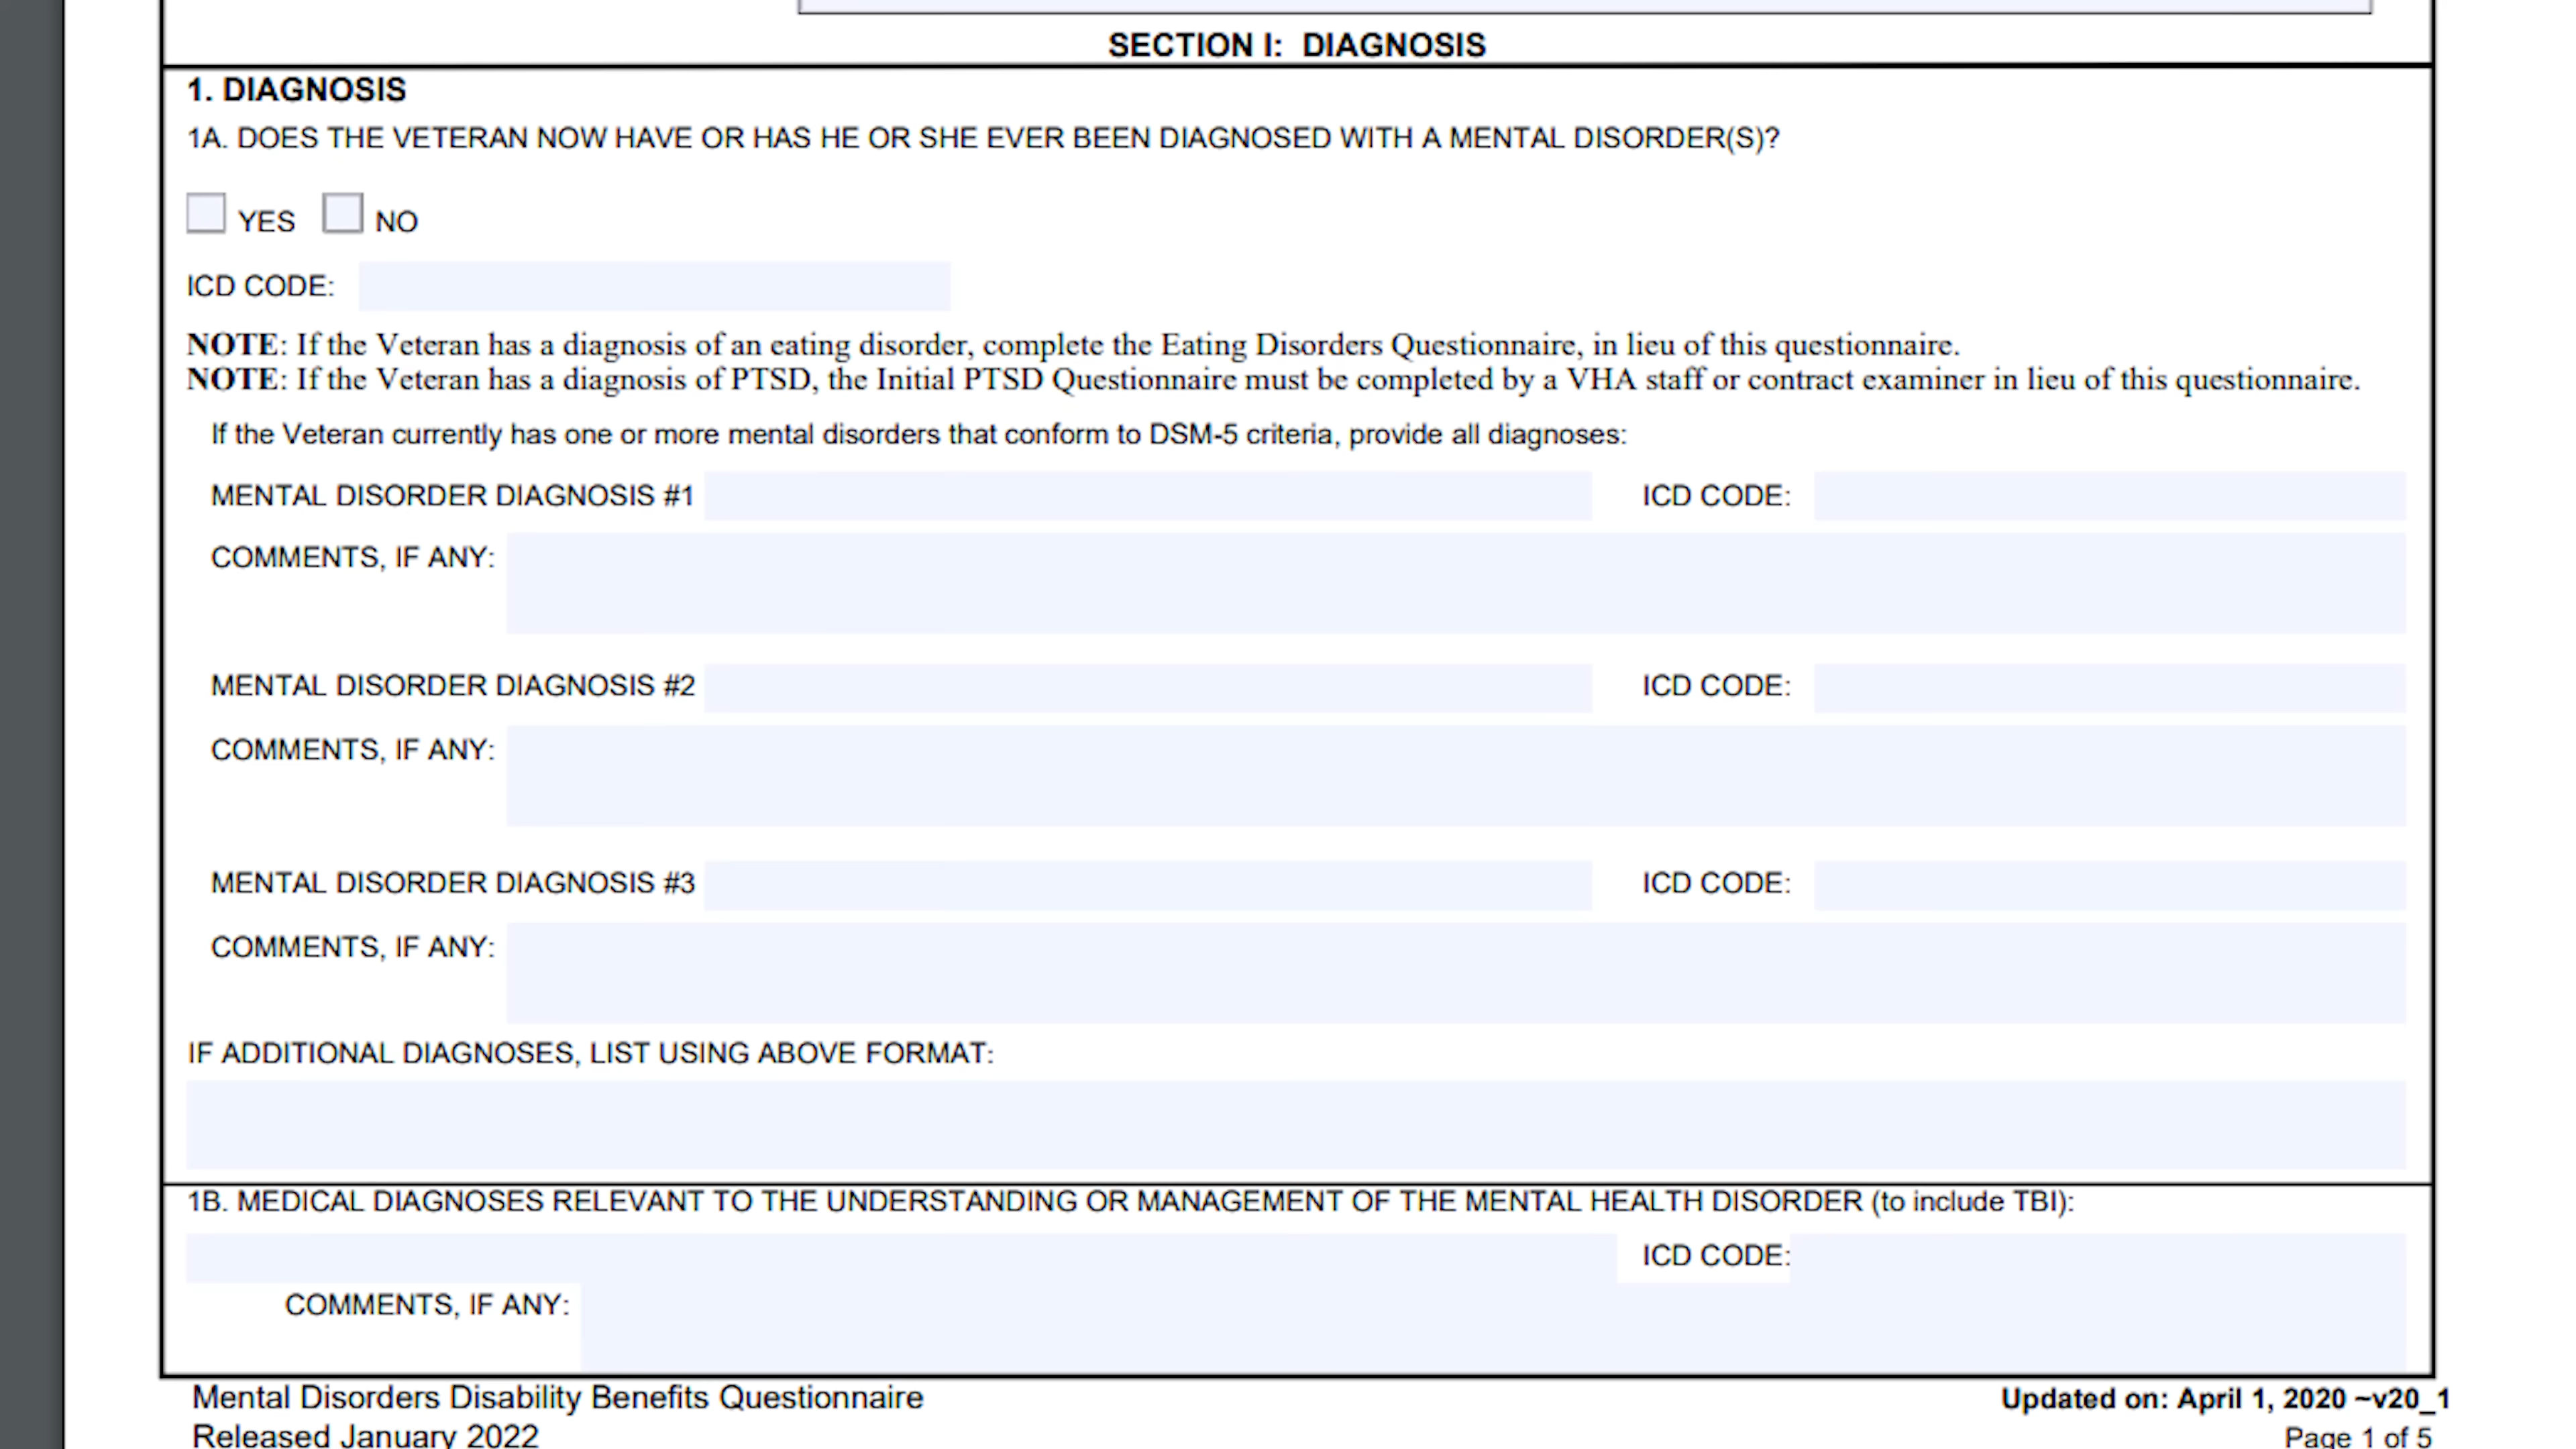 SECTION I: DIAGNOSIS
1. DIAGNOSIS
1A. DOES THE VETERAN NOW HAVE OR HAS HE OR SHE EVER BEEN DIAGNOSED WITH A MENTAL DISORDER(S)?
YES NO
ICD CODE:
NOTE: If the Veteran has a diagnosis of an eating disorder, complete the Eating Disorders Questionnaire, in lieu of this questionnaire.
NOTE: If the Veteran has a diagnosis of PTSD, the Initial PTSD Questionnaire must be completed by a VHA staff or contract examiner in lieu of this questionnaire.
If the Veteran currently has one or more mental disorders that conform to DSM-5 criteria, provide all diagnoses:
MENTAL DISORDER DIAGNOSIS #1 ICD CODE:
COMMENTS, IF ANY:
MENTAL DISORDER DIAGNOSIS #2 ICD CODE:
COMMENTS, IF ANY:
MENTAL DISORDER DIAGNOSIS #3 ICD CODE:
COMMENTS, IF ANY:
IF ADDITIONAL DIAGNOSES, LIST USING ABOVE FORMAT:
1B. MEDICAL DIAGNOSES RELEVANT TO THE UNDERSTANDING OR MANAGEMENT OF THE MENTAL HEALTH DISORDER (to include TBI):
ICD CODE:
COMMENTS, IF ANY:
Mental Disorders Disability Benefits Questionnaire Updated on: April 1, 2020 ~v20_1
Released January 2022 Page 1 of 5